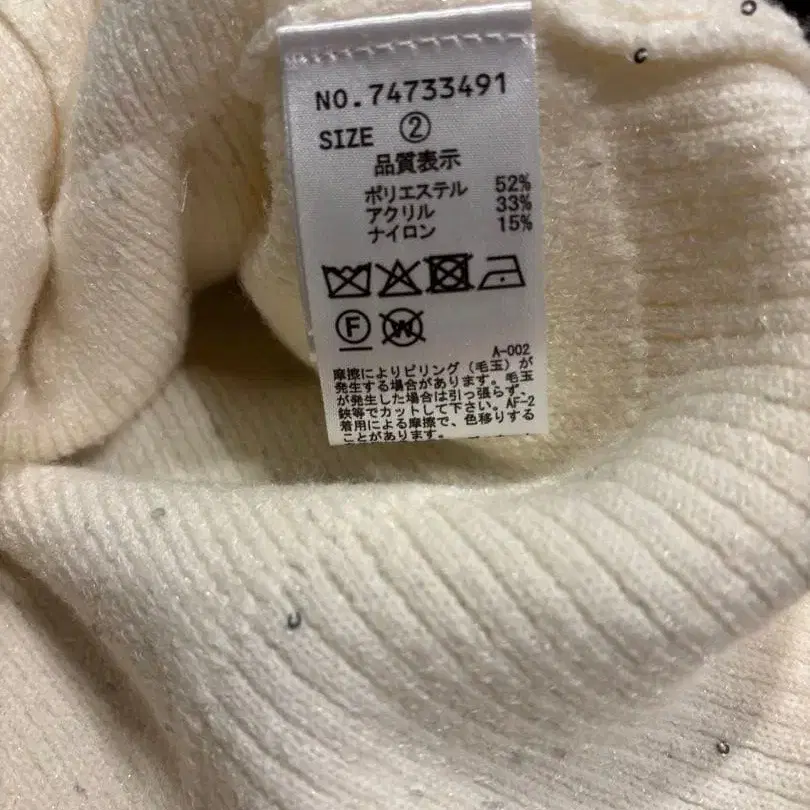 NO.74733491
SIZE ②
品質表示
ポリエステル 52%
アクリル 33%
ナイロン 15%
F W
A-002
摩擦によりピリング(毛玉)が
発生する場合があります。毛玉
が発生した場合は引っ張らず、
鋏等でカットして下さい。AF-2
着用による摩擦で、色移りする
ことがあります。